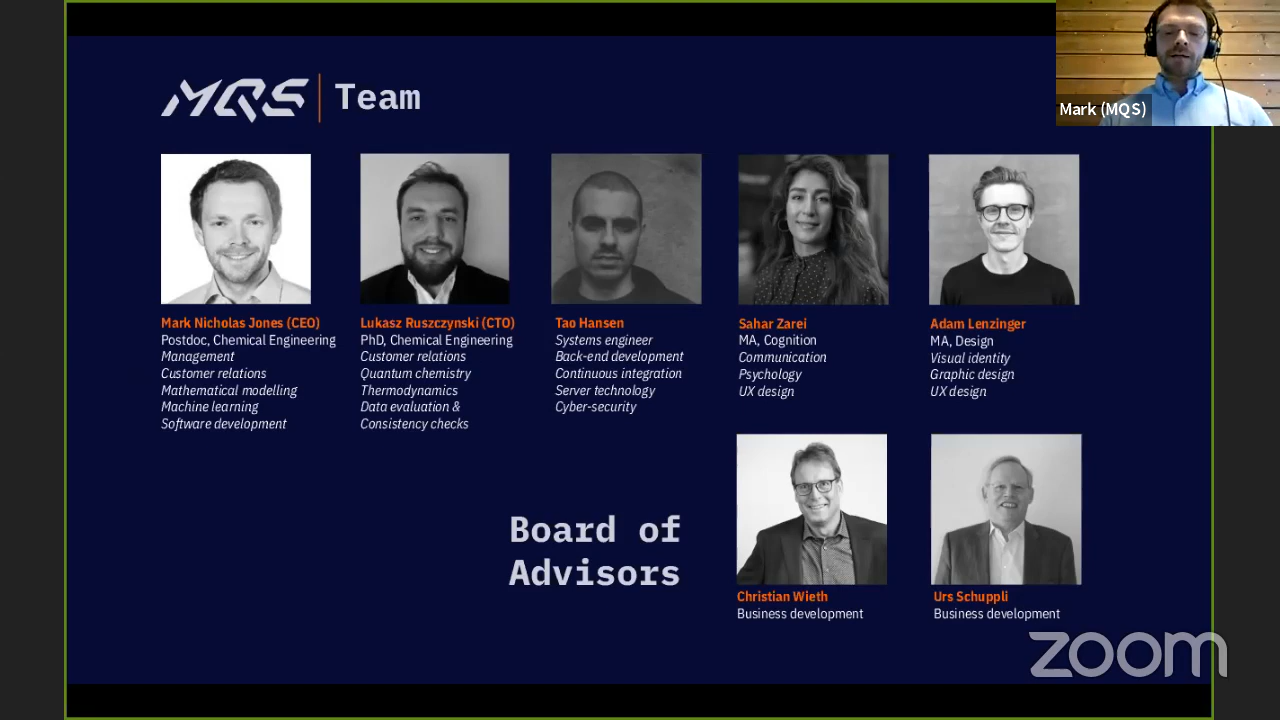 Mark (MQS)
MQS
Team
Mark Nicholas Jones (CEO)
Postdoc, Chemical Engineering
Management
Customer relations
Mathematical modelling
Machine learning
Software development
Lukasz Ruszczynski (CTO)
PhD, Chemical Engineering
Customer relations
Quantum chemistry
Thermodynamics
Data evaluation &
Consistency checks
Tao Hansen
Systems engineer
Back-end development
Continuous integration
Server technology
Cyber-security
Sahar Zarei
MA, Cognition
Communication
Psychology
UX design
Adam Lenzinger
MA, Design
Visual identity
Graphic design
UX design
Board of
Advisors
Christian Wieth
Business development
Urs Schuppli
Business development
zoom